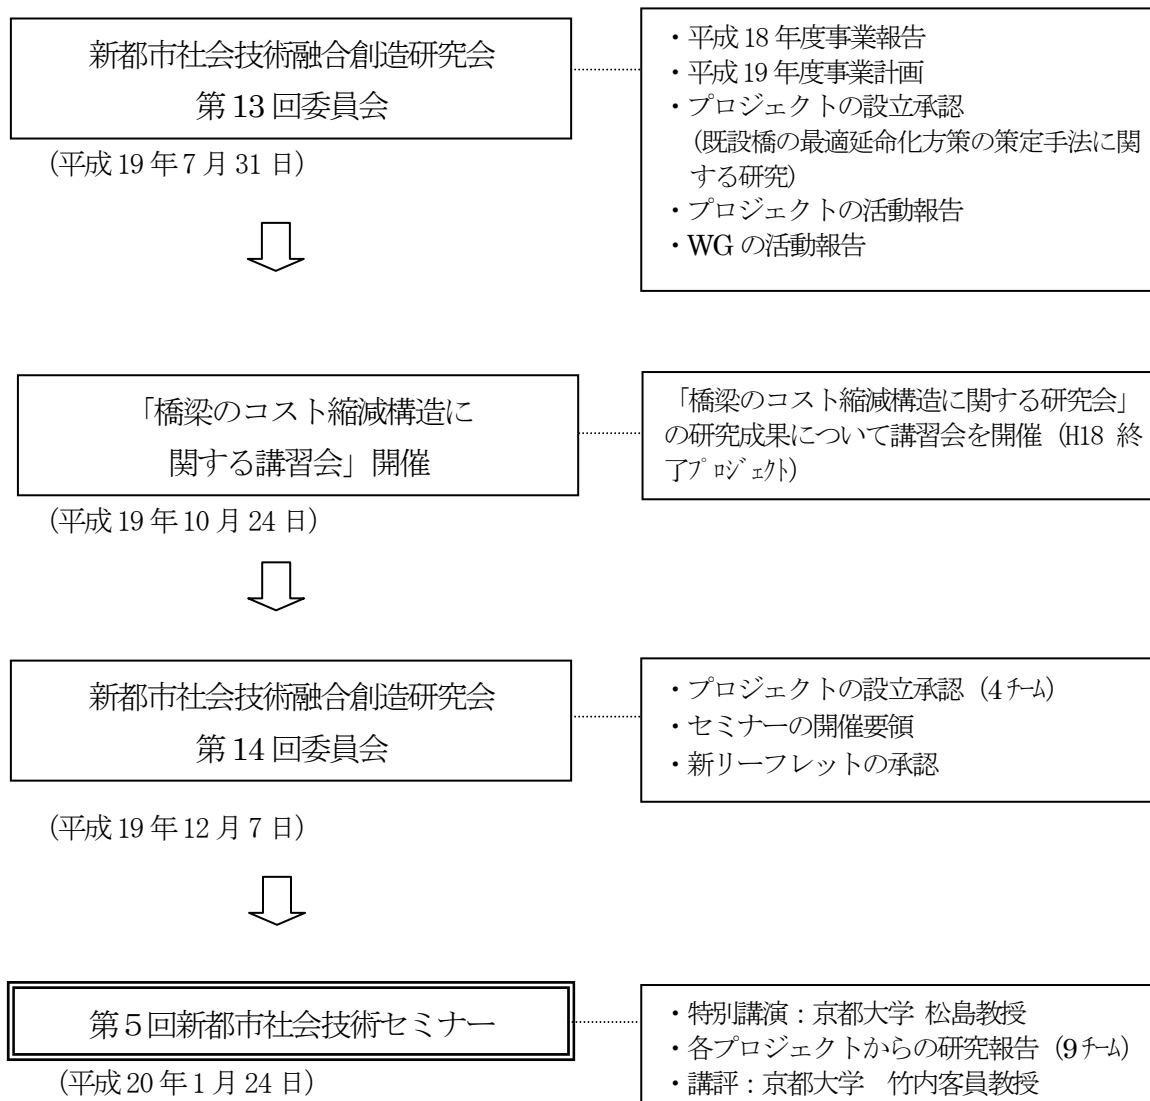 新都市社会技術融合創造研究会
第13回委員会
(平成19年7月31日)
・平成18年度事業報告
・平成19年度事業計画
・プロジェクトの設立承認
(既設橋の最適延命化方策の策定手法に関
する研究)
・プロジェクトの活動報告
・WGの活動報告
「橋梁のコスト縮減構造に
関する講習会」開催
(平成19年10月24日)
「橋梁のコスト縮減構造に関する研究会」
の研究成果について講習会を開催(H18 終
了プロジェクト)
新都市社会技術融合創造研究会
第14回委員会
(平成19年12月7日)
・プロジェクトの設立承認(4チーム)
・セミナーの開催要領
・新リーフレットの承認
第5回新都市社会技術セミナー
(平成20年1月24日)
・特別講演:京都大学 松島教授
・各プロジェクトからの研究報告(9チーム)
・講評:京都大学 竹内客員教授